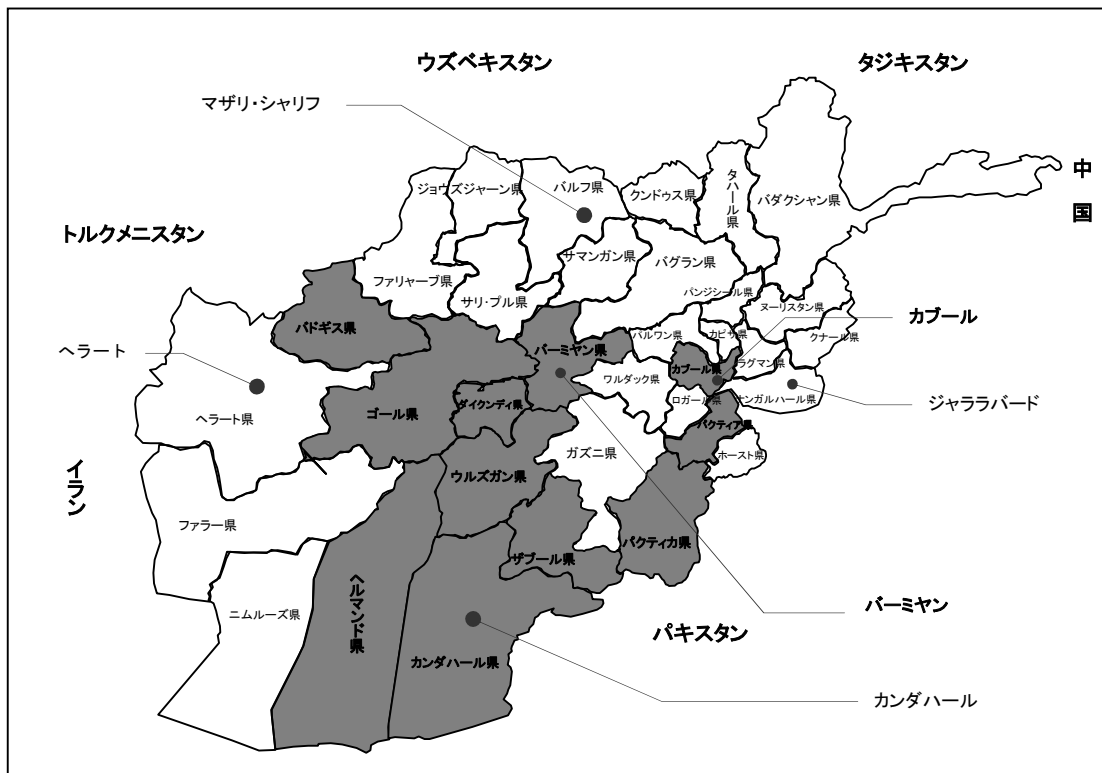 ウズベキスタン
タジキスタン
マザリ・シャリフ
中国
ジョウズジャーン県
バルフ県
クンドゥス県
タハール県
バダクシャン県
トルクメニスタン
ファリャーブ県
サリ・プル県
サマンガン県
バグラン県
パンジシール県
ヌーリスタン県
カブール
バドギス県
バーミヤン県
パルワン県
カピサ県
クナール県
ヘラート
カブール県
ラグマン県
ワルダック県
ロガール県
ナンガルハール県
ジャララバード
ヘラート県
ゴール県
ダイクンディ県
パクティア県
ホースト県
イラン
ウルズガン県
ガズニ県
ファラー県
ザブール県
パクティカ県
ニムルーズ県
ヘルマンド県
バーミヤン
パキスタン
カンダハール県
カンダハール